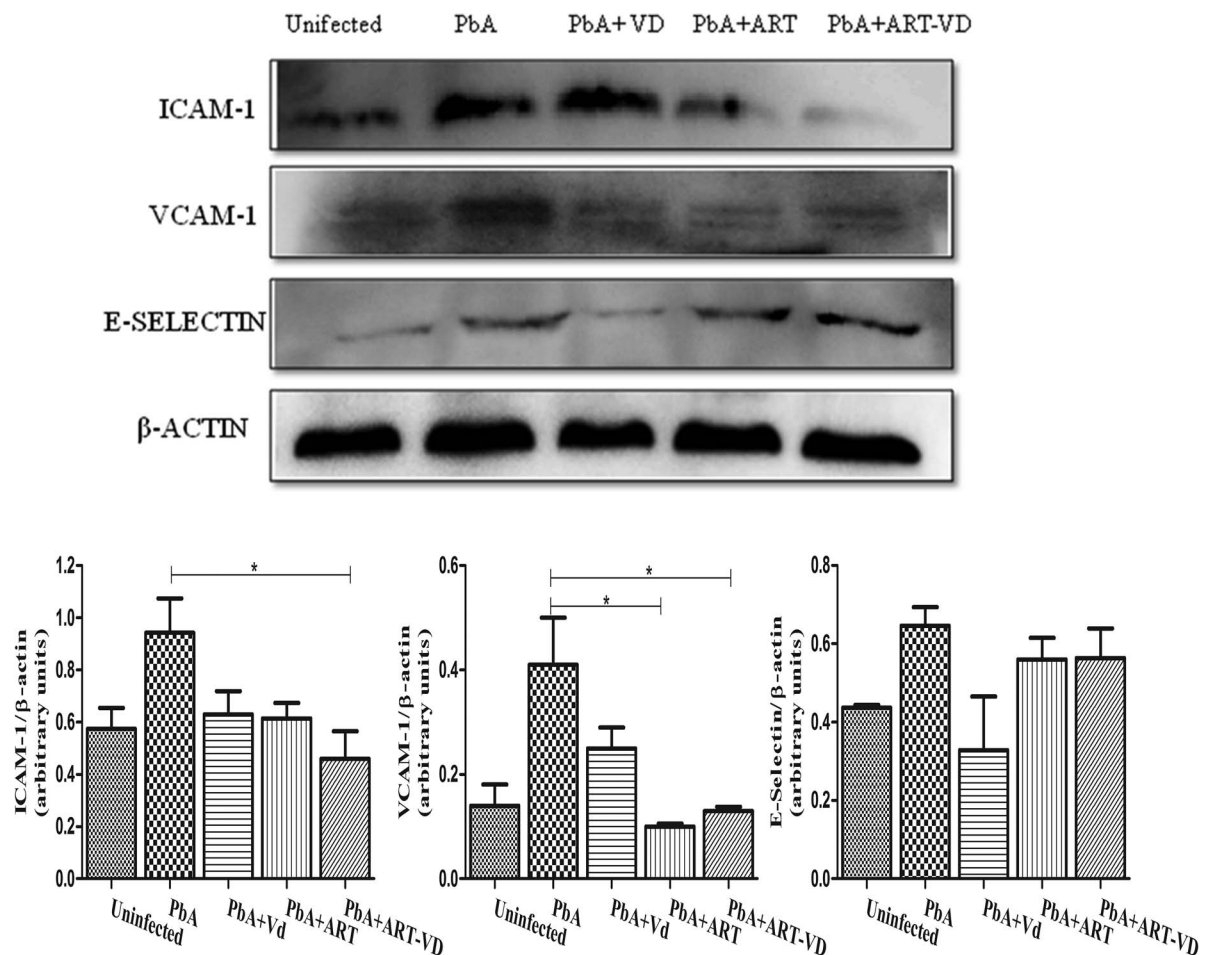 Unifected PbA PbA+VD PbA+ART PbA+ART-VD
ICAM-1
VCAM-1
E-SELECTIN
β-ACTIN
ICAM-1/β-actin
(arbitrary units)
1.2
1.0
0.8
0.6
0.4
0.2
0.0
*
Uninfected
PbA
PbA+Vd
PbA+ART
PbA+ART-VD
VCAM-1/β-actin
(arbitrary units)
0.6
0.4
0.2
0.0
*
*
Uninfected
PbA
PbA+Vd
PbA+ART
PbA+ART-VD
E-Selectin/β-actin
(arbitrary units)
0.8
0.6
0.4
0.2
0.0
Uninfected
PbA
PbA+Vd
PbA+ART
PbA+ART-VD